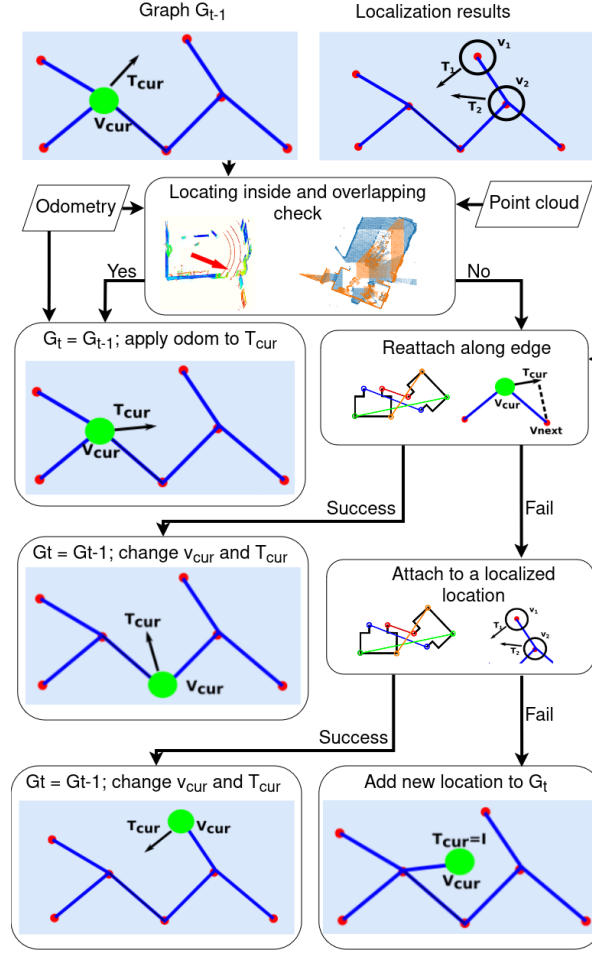 Graph Gt-1
Localization results
Tcur
Vcur
v1
T1
v2
T2
Odometry
Locating inside and overlapping
check
Point cloud
Yes
No
Gt = Gt-1; apply odom to Tcur
Tcur
Vcur
Reattach along edge
Tcur
Vcur
Vnext
Success
Fail
Gt = Gt-1; change vcur and Tcur
Tcur
Vcur
Attach to a localized
location
v1
T1
v2
T2
Success
Fail
Gt = Gt-1; change vcur and Tcur
Tcur
Vcur
Add new location to Gt
Tcur=I
Vcur